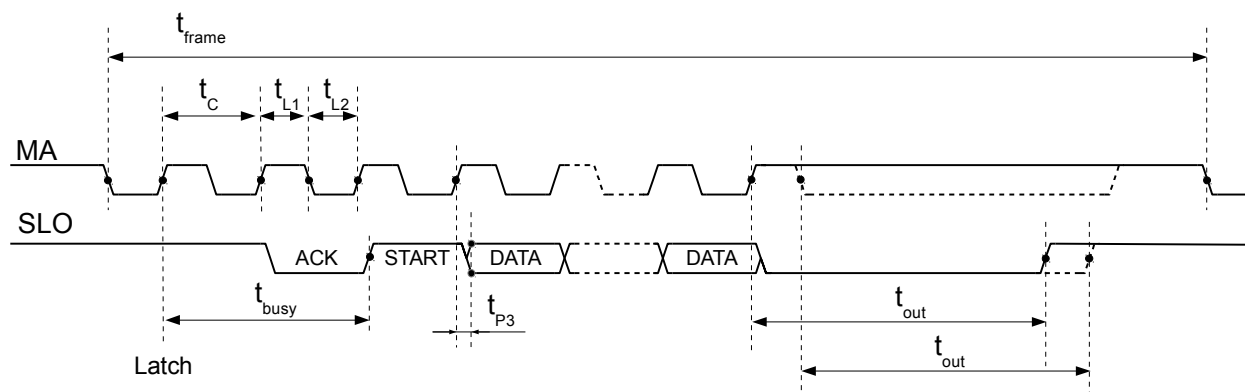 t_frame
t_C t_L1 t_L2
MA
SLO
ACK START DATA DATA
t_busy t_P3 t_out
t_out
Latch